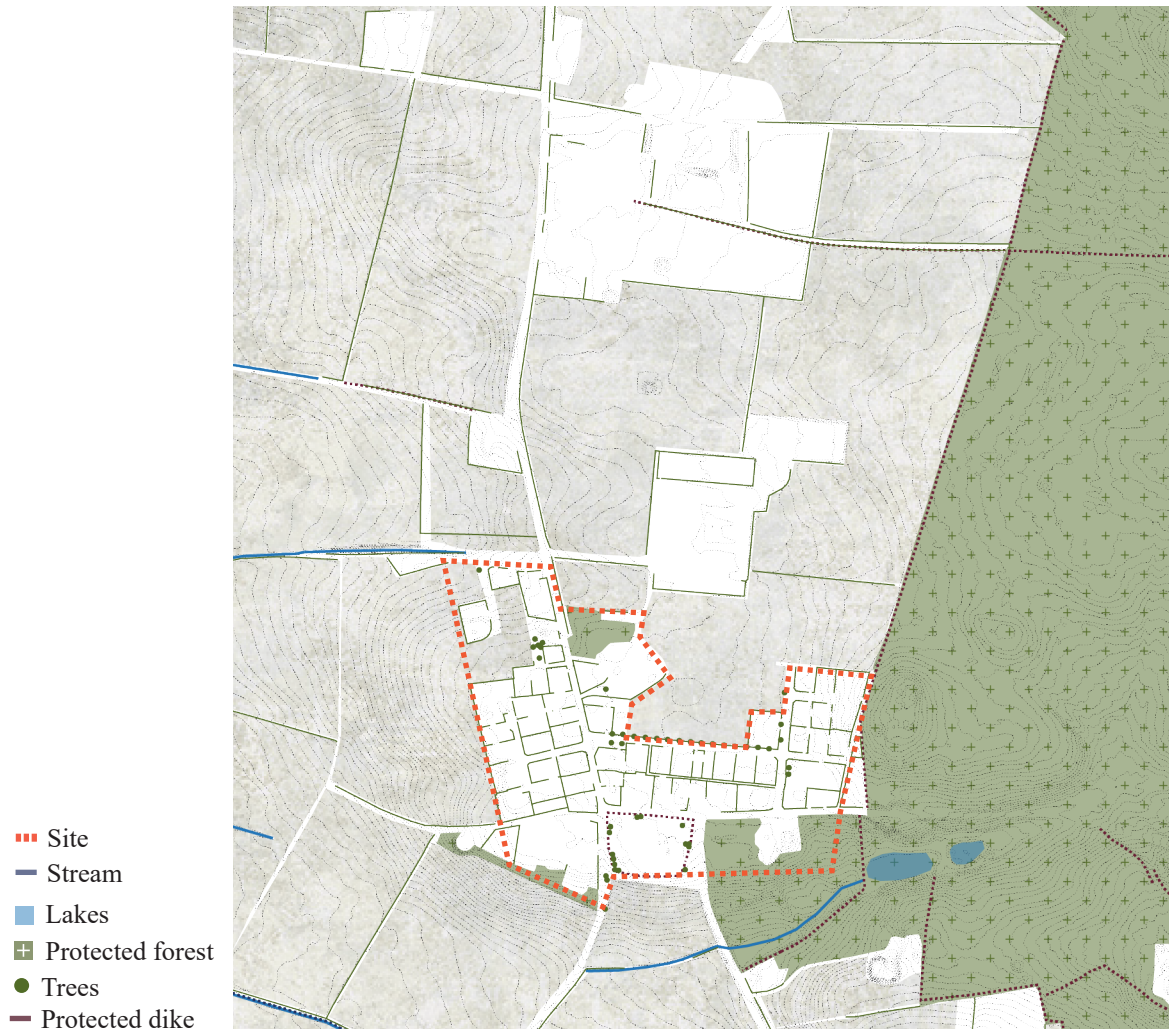 Site
Stream
Lakes
Protected forest
Trees
Protected dike